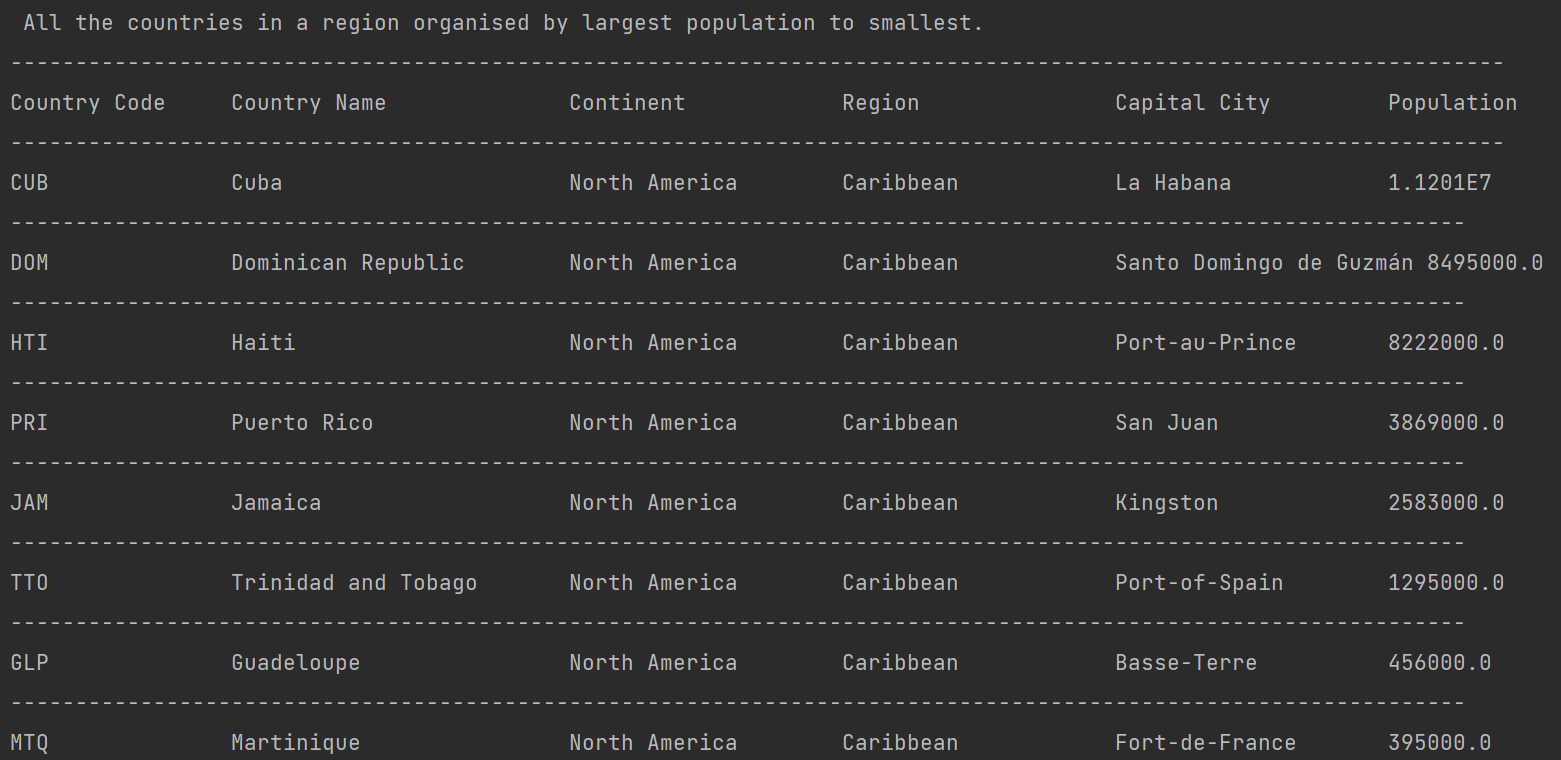 All the countries in a region organised by largest population to smallest.
-------------------------------------------------------------------------------------------------------------------
Country Code     Country Name              Continent            Region               Capital City         Population
-------------------------------------------------------------------------------------------------------------------
CUB              Cuba                      North America        Caribbean            La Habana            1.1201E7
----------------------------------------------------------------------------------------------------------------
DOM              Dominican Republic        North America        Caribbean            Santo Domingo de Guzmán 8495000.0
----------------------------------------------------------------------------------------------------------------
HTI              Haiti                     North America        Caribbean            Port-au-Prince       8222000.0
----------------------------------------------------------------------------------------------------------------
PRI              Puerto Rico               North America        Caribbean            San Juan             3869000.0
----------------------------------------------------------------------------------------------------------------
JAM              Jamaica                   North America        Caribbean            Kingston             2583000.0
----------------------------------------------------------------------------------------------------------------
TTO              Trinidad and Tobago       North America        Caribbean            Port-of-Spain        1295000.0
----------------------------------------------------------------------------------------------------------------
GLP              Guadeloupe                North America        Caribbean            Basse-Terre          456000.0
----------------------------------------------------------------------------------------------------------------
MTQ              Martinique                North America        Caribbean            Fort-de-France       395000.0